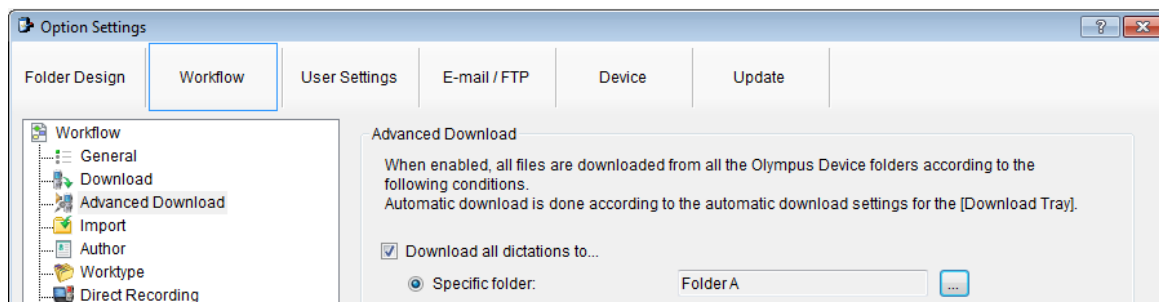 Option Settings
Folder Design Workflow User Settings E-mail / FTP Device Update
Workflow
General
Download
Advanced Download
Import
Author
Worktype
Direct Recording
Advanced Download
When enabled, all files are downloaded from all the Olympus Device folders according to the
following conditions.
Automatic download is done according to the automatic download settings for the [Download Tray].
Download all dictations to...
Specific folder: Folder A ...